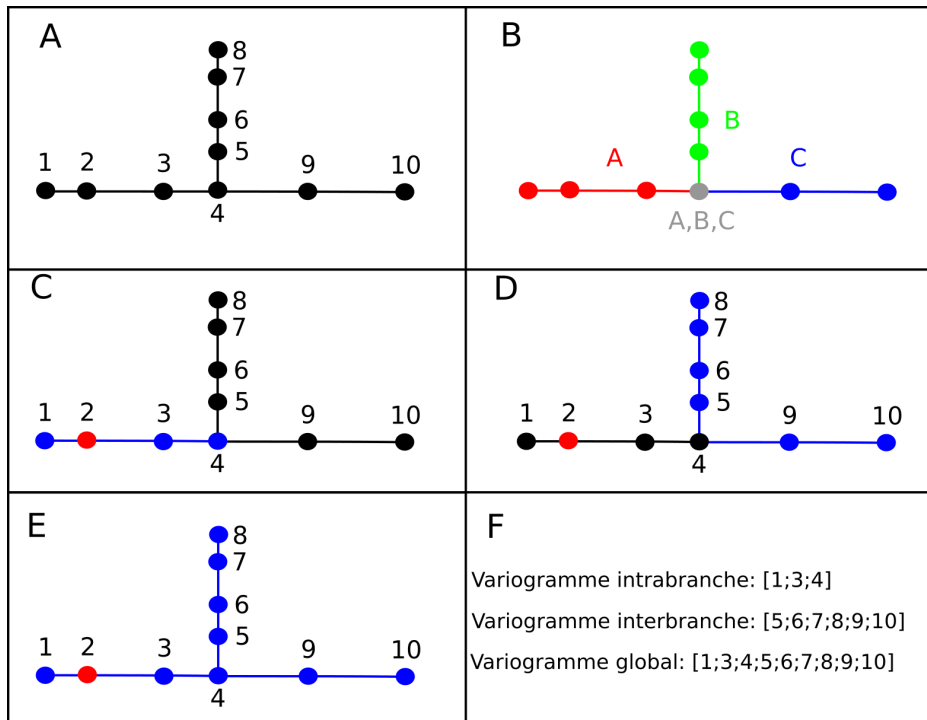 A
8
7
6
5
1 2 3 9 10
4
B
B
A C
A,B,C
C
8
7
6
5
1 2 3 9 10
4
D
8
7
6
5
1 2 3 9 10
4
E
8
7
6
5
1 2 3 9 10
4
F
Variogramme intrabranche: [1;3;4]
Variogramme interbranche: [5;6;7;8;9;10]
Variogramme global: [1;3;4;5;6;7;8;9;10]